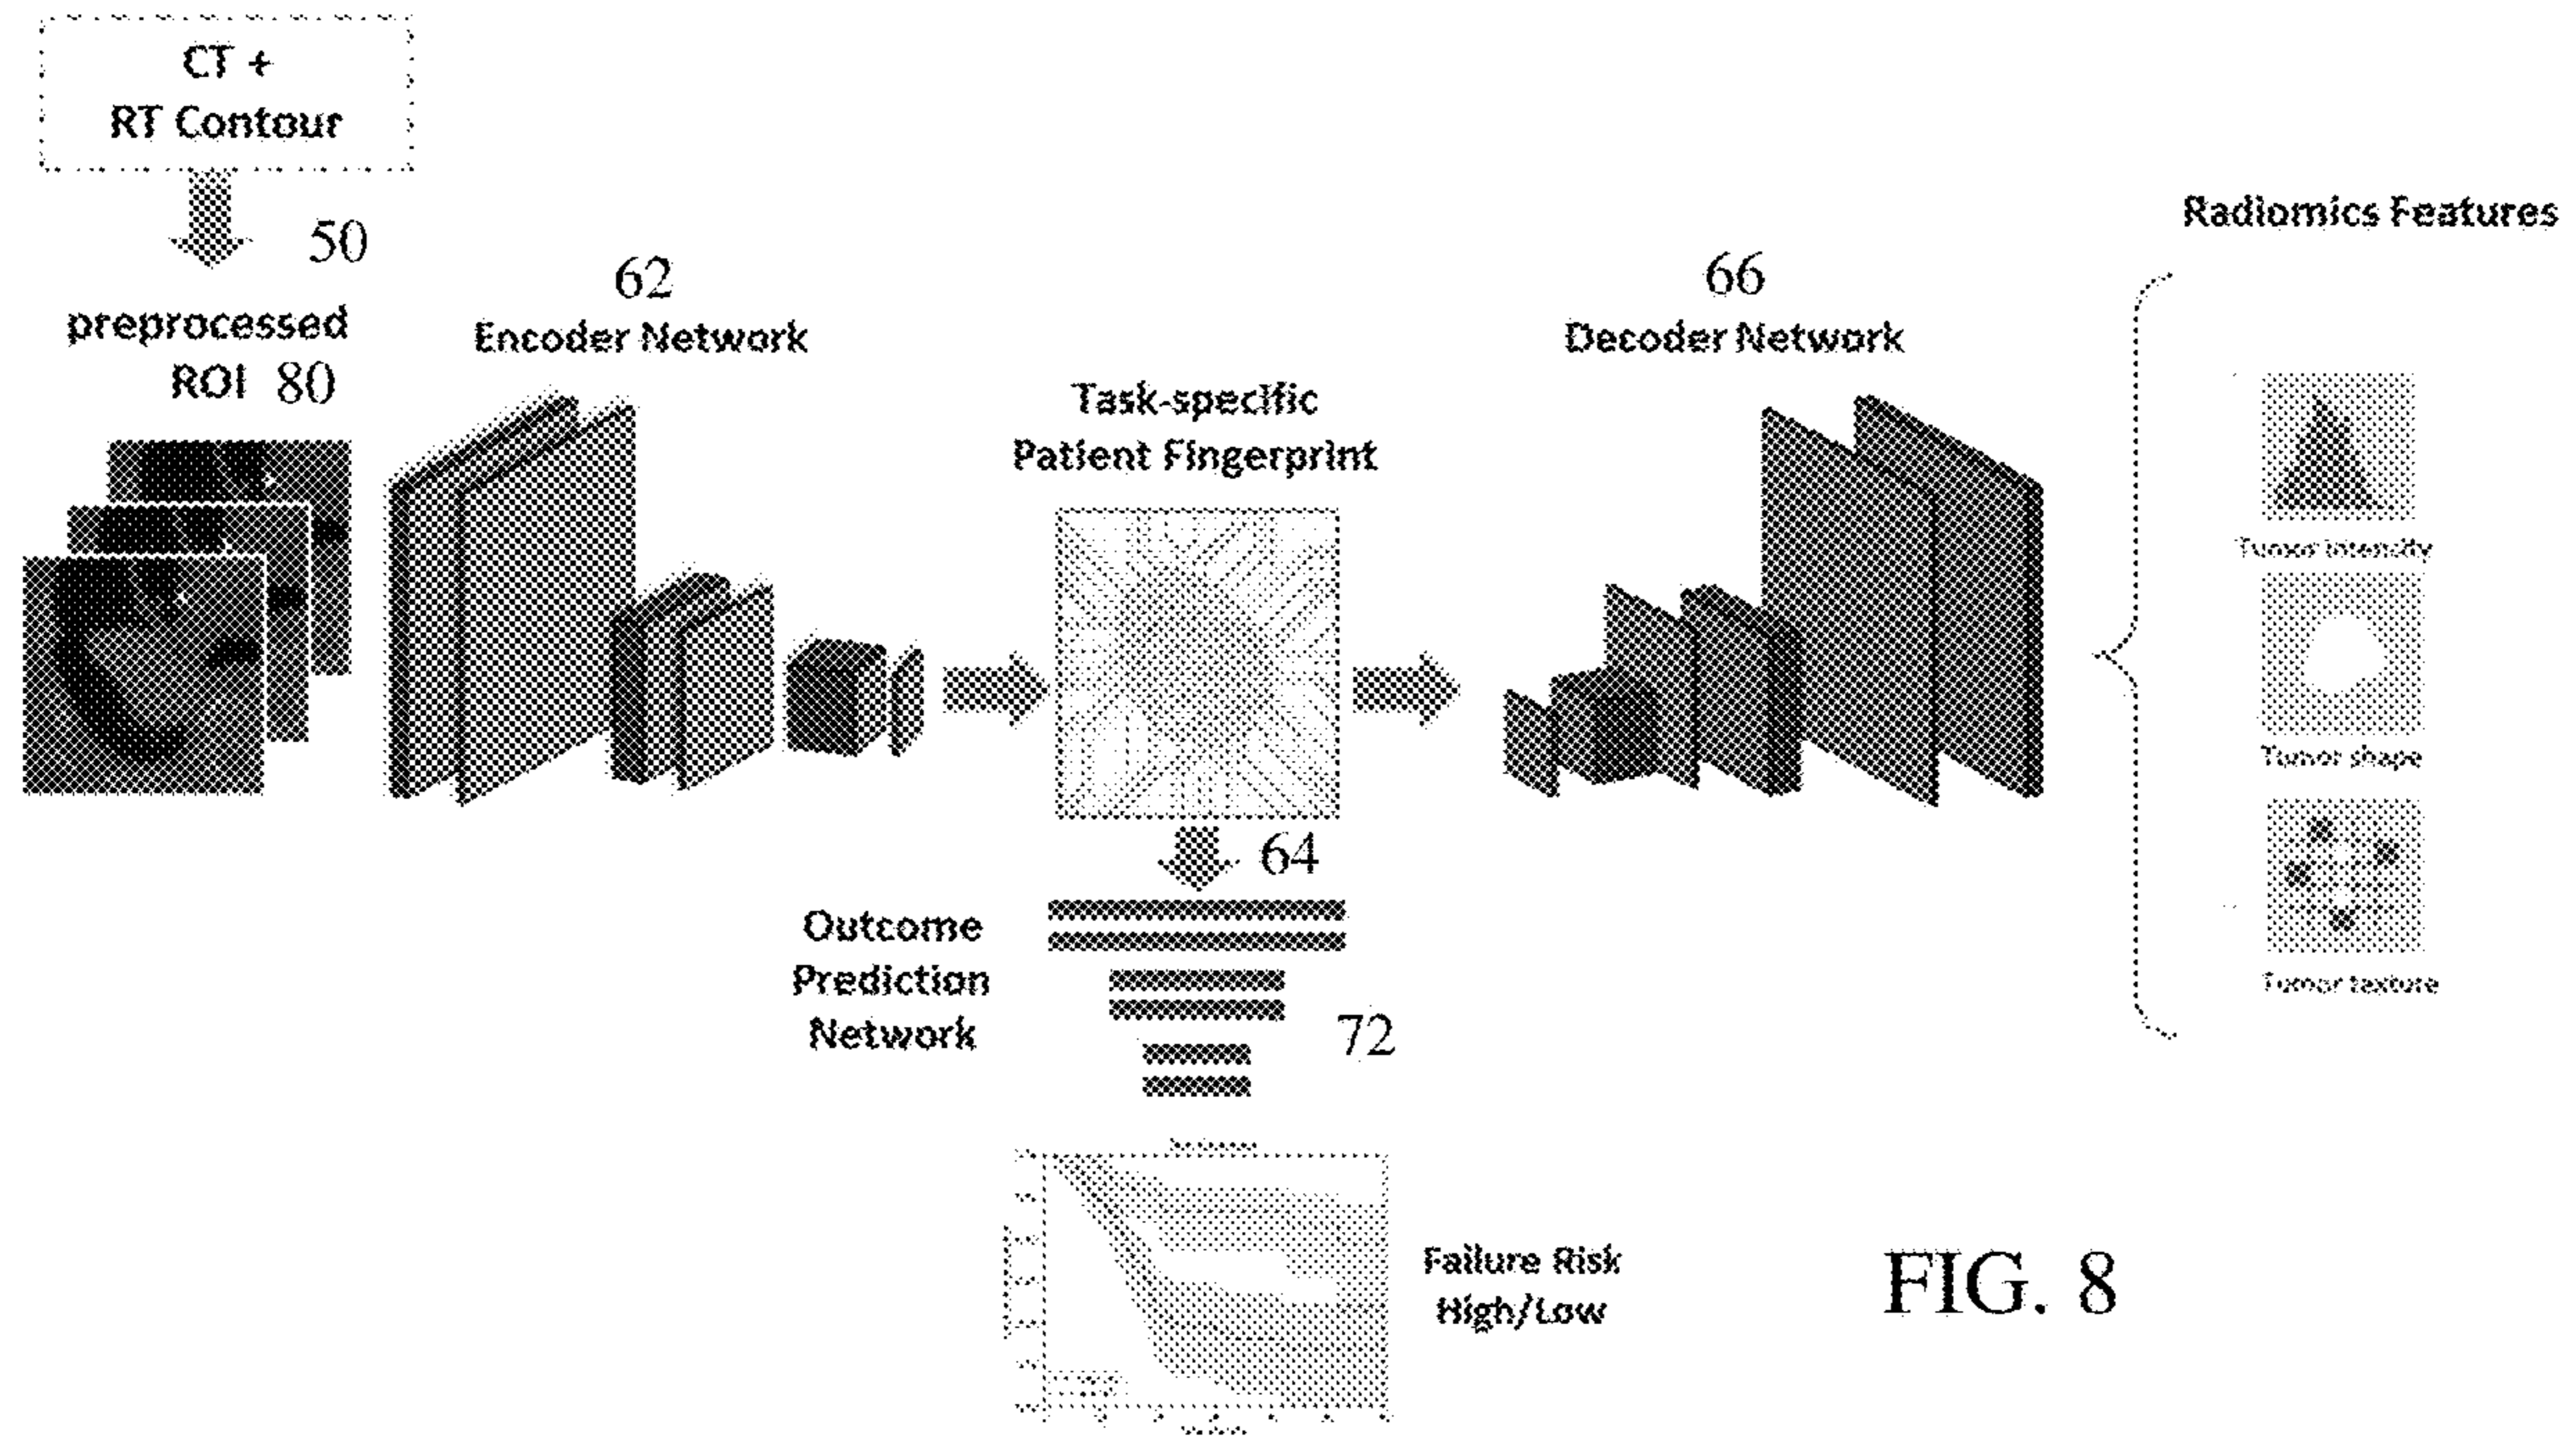 CT +
RT Contour
50
preprocessed
ROI 80
62
Encoder Network
Task-specific
Patient Fingerprint
66
Decoder Network
Radiomics Features
Tumor intensity
Tumor shape
Tumor texture
64
Outcome
Prediction
Network
72
Failure Risk
High/Low
FIG. 8